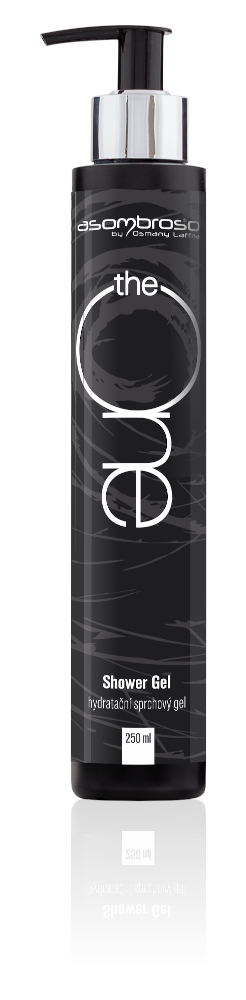 asombroso
by Osmany Laffita
the
One
Shower Gel
hydratační sprchový gel
250 ml